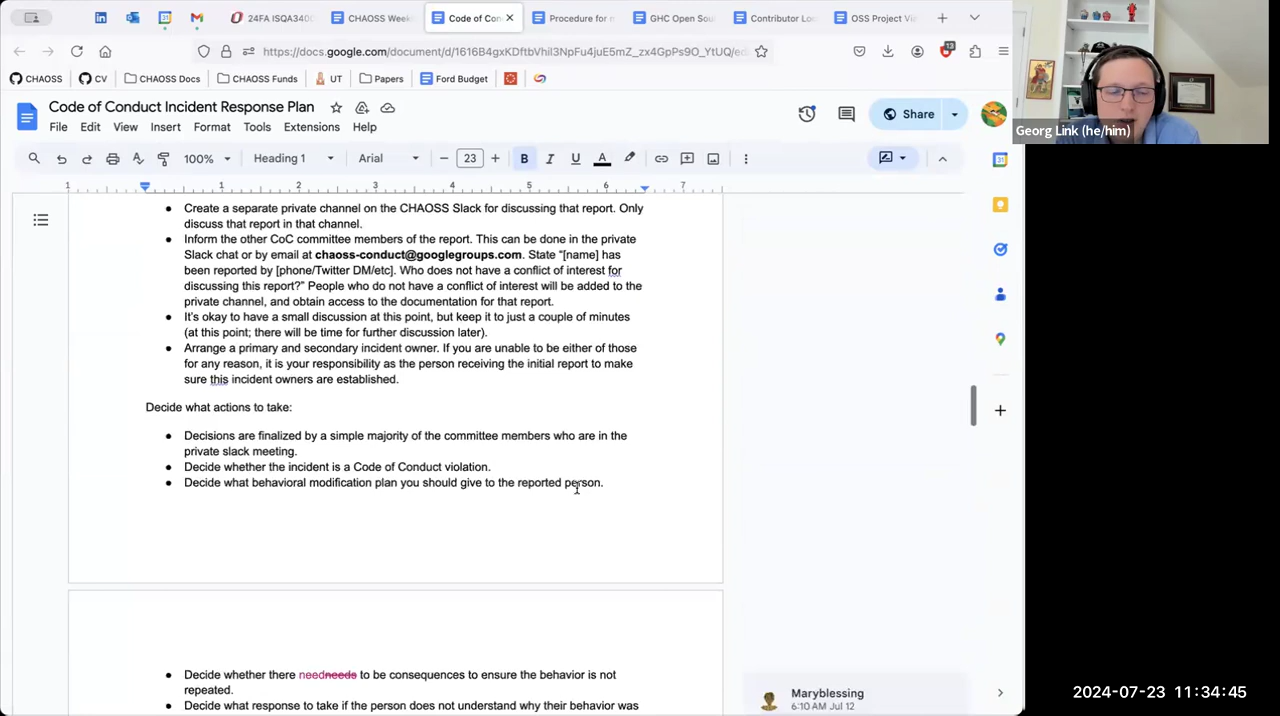 24FA ISQA340
CHAOSS Week
Code of Con
Procedure for n
GHC Open Sou
Contributor Loc
OSS Project Vi
https://docs.google.com/document/d/1616B4gxKDftbVhil3NpFu4juE5mZ_zx4GpPs9O_YtUQ/ed
13
CHAOSS
CV
CHAOSS Docs
CHAOSS Funds
UT
Papers
Ford Budget
Code of Conduct Incident Response Plan
Share
File Edit View Insert Format Tools Extensions Help
100% Heading 1 Arial 23 B I U A
1 1 2 3 4 5 6 7
Georg Link (he/him)
• Create a separate private channel on the CHAOSS Slack for discussing that report. Only
discuss that report in that channel.
• Inform the other CoC committee members of the report. This can be done in the private
Slack chat or by email at chaoss-conduct@googlegroups.com. State “[name] has
been reported by [phone/Twitter DM/etc]. Who does not have a conflict of interest for
discussing this report?” People who do not have a conflict of interest will be added to the
private channel, and obtain access to the documentation for that report.
• It’s okay to have a small discussion at this point, but keep it to just a couple of minutes
(at this point; there will be time for further discussion later).
• Arrange a primary and secondary incident owner. If you are unable to be either of those
for any reason, it is your responsibility as the person receiving the initial report to make
sure this incident owners are established.
Decide what actions to take:
• Decisions are finalized by a simple majority of the committee members who are in the
private slack meeting.
• Decide whether the incident is a Code of Conduct violation.
• Decide what behavioral modification plan you should give to the reported person.
• Decide whether there needneeds to be consequences to ensure the behavior is not
repeated.
• Decide what response to take if the person does not understand why their behavior was
Maryblessing
6:10 AM Jul 12
2024-07-23 11:34:45